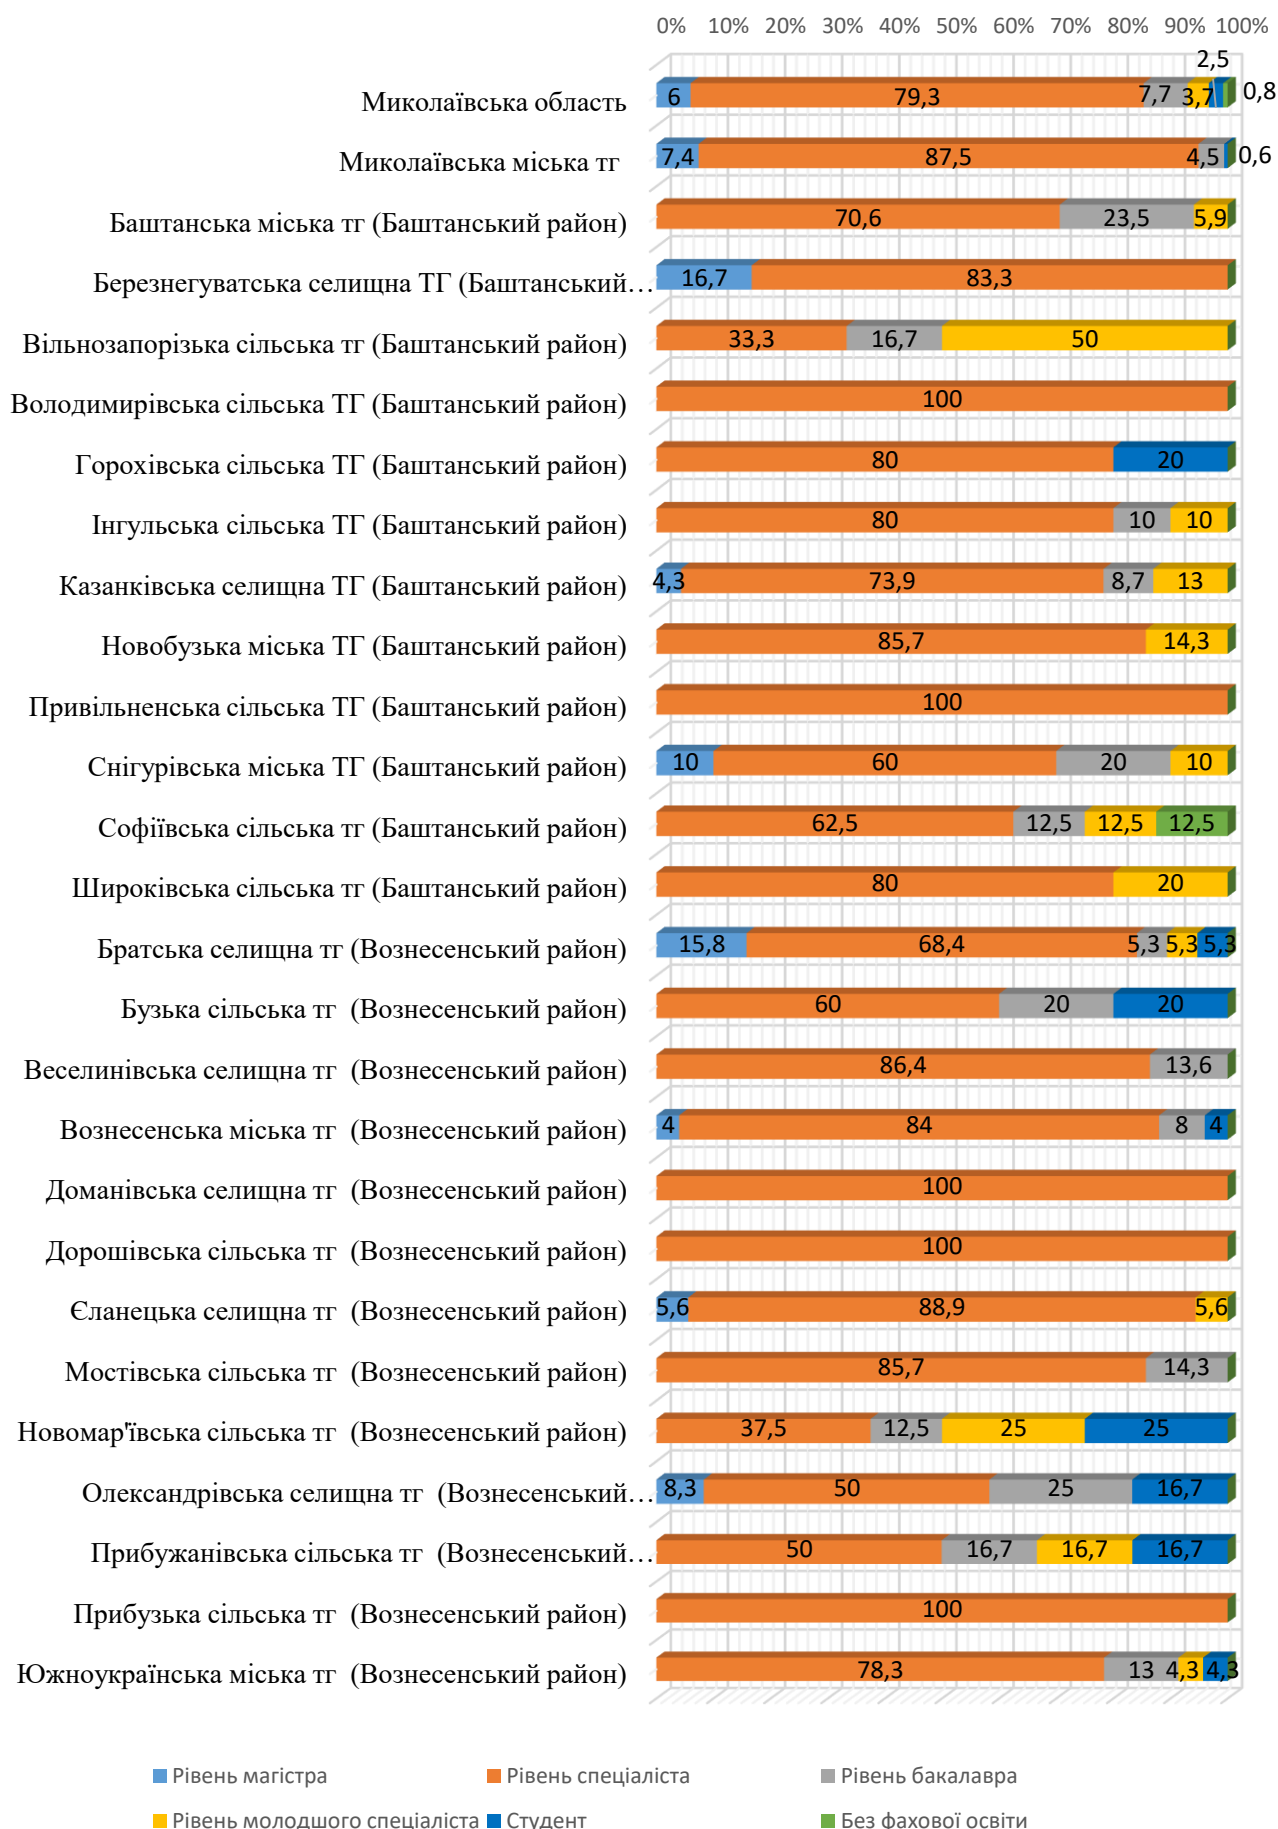 0% 10% 20% 30% 40% 50% 60% 70% 80% 90% 100%
2,5
Миколаївська область 6 79,3 7,7 3,7 0,8
Миколаївська міська тг 7,4 87,5 4,5 0,6
Баштанська міська тг (Баштанський район) 70,6 23,5 5,9
Березнегуватська селищна ТГ (Баштанський… 16,7 83,3
Вільнозапорізька сільська тг (Баштанський район) 33,3 16,7 50
Володимирівська сільська ТГ (Баштанський район) 100
Горохівська сільська ТГ (Баштанський район) 80 20
Інгульська сільська ТГ (Баштанський район) 80 10 10
Казанківська селищна ТГ (Баштанський район) 4,3 73,9 8,7 13
Новобузька міська ТГ (Баштанський район) 85,7 14,3
Привільненська сільська ТГ (Баштанський район) 100
Снігурівська міська ТГ (Баштанський район) 10 60 20 10
Софіївська сільська тг (Баштанський район) 62,5 12,5 12,5 12,5
Широківська сільська тг (Баштанський район) 80 20
Братська селищна тг (Вознесенський район) 15,8 68,4 5,3 5,3 5,3
Бузька сільська тг (Вознесенський район) 60 20 20
Веселинівська селищна тг (Вознесенський район) 86,4 13,6
Вознесенська міська тг (Вознесенський район) 4 84 8 4
Доманівська селищна тг (Вознесенський район) 100
Дорошівська сільська тг (Вознесенський район) 100
Єланецька селищна тг (Вознесенський район) 5,6 88,9 5,6
Мостівська сільська тг (Вознесенський район) 85,7 14,3
Новомар'ївська сільська тг (Вознесенський район) 37,5 12,5 25 25
Олександрівська селищна тг (Вознесенський… 8,3 50 25 16,7
Прибужанівська сільська тг (Вознесенський… 50 16,7 16,7 16,7
Прибузька сільська тг (Вознесенський район) 100
Южноукраїнська міська тг (Вознесенський район) 78,3 13 4,3 4,3
Рівень магістра Рівень спеціаліста Рівень бакалавра
Рівень молодшого спеціаліста Студент Без фахової освіти